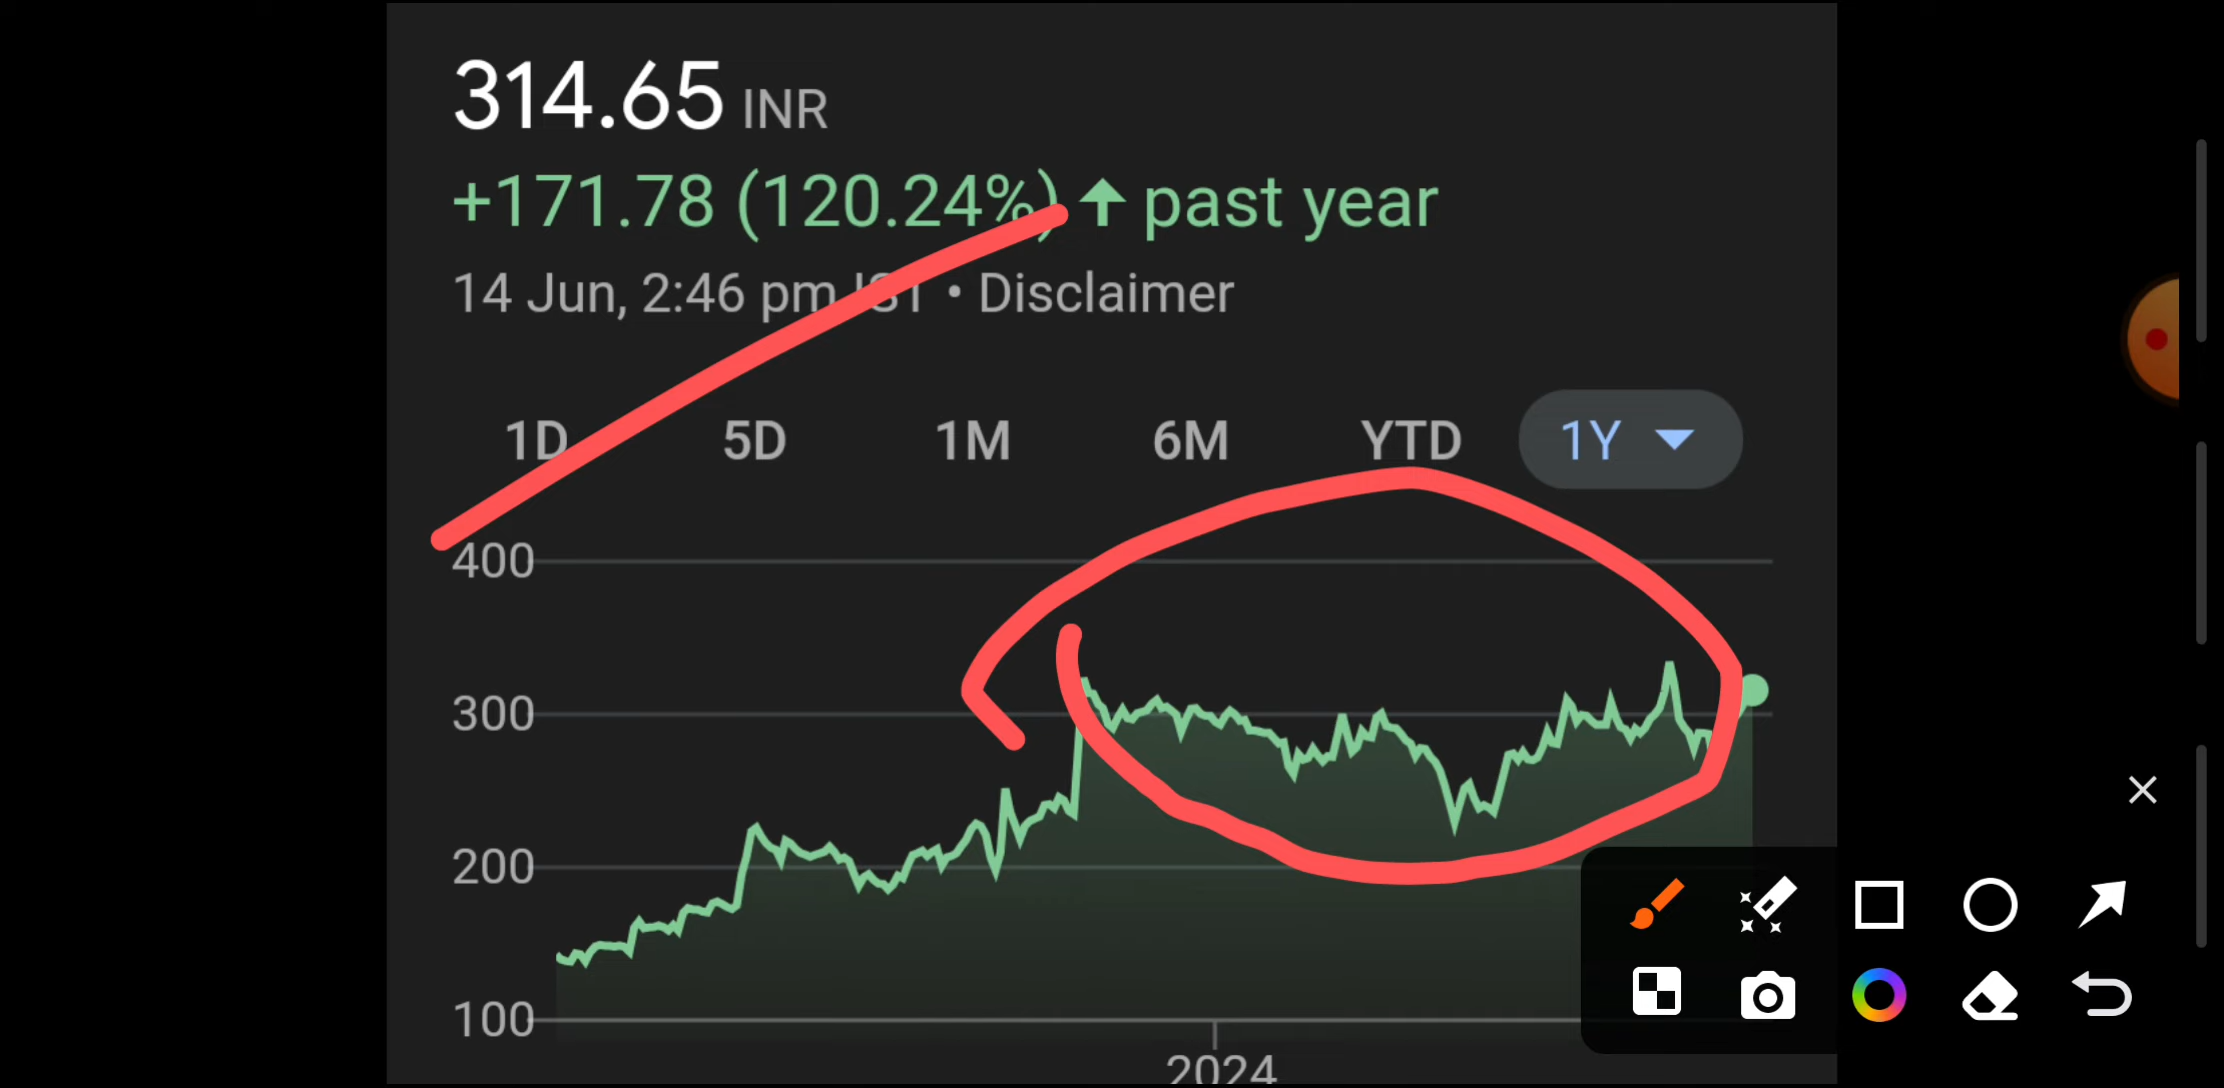 314.65 INR
+171.78 (120.24%) ↑ past year
14 Jun, 2:46 pm IST • Disclaimer
1D 5D 1M 6M YTD 1Y
400
300
200
100
2024